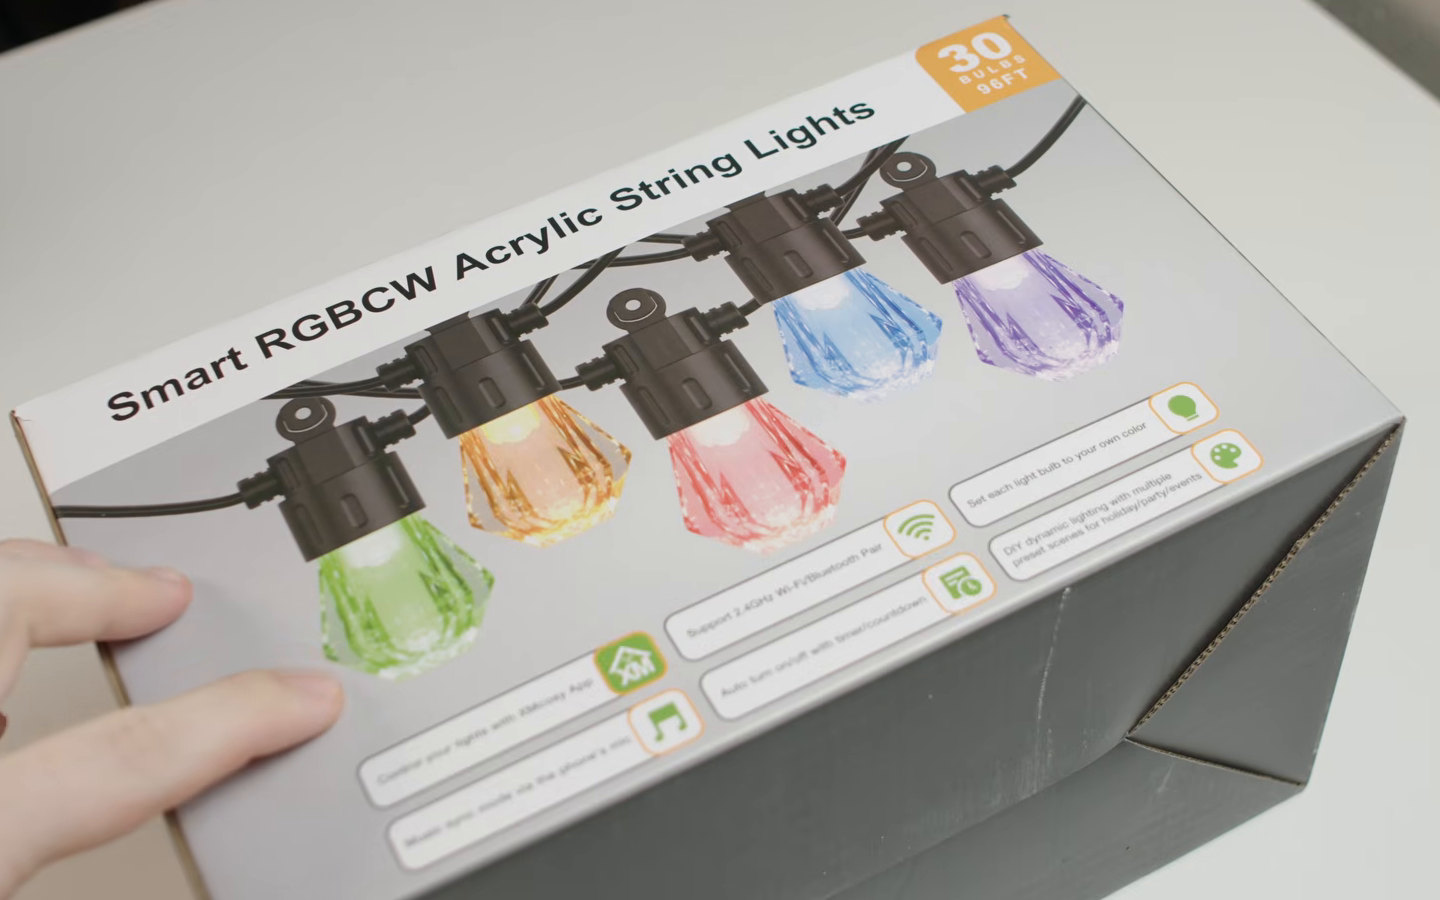 30
BULBS
96FT
Smart RGBCW Acrylic String Lights
Set each light bulb to your own color
DIY dynamic lighting with multiple
preset scenes for holiday/party/events
Support 2.4GHz Wi-Fi/Bluetooth Pair
Auto turn on/off with timer/countdown
XM
Control your lights with XMcosy App
Music sync mode via the phone's mic